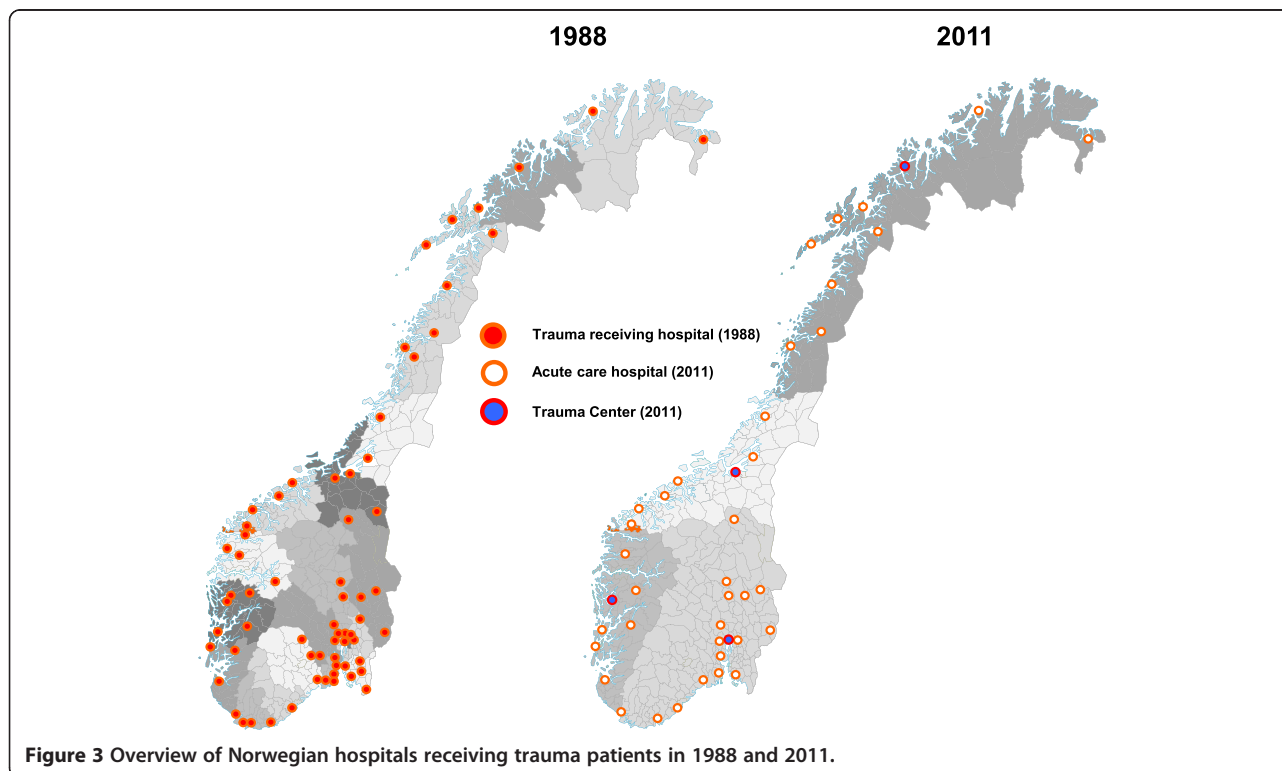 1988
2011
Trauma receiving hospital (1988)
Acute care hospital (2011)
Trauma Center (2011)
Figure 3 Overview of Norwegian hospitals receiving trauma patients in 1988 and 2011.